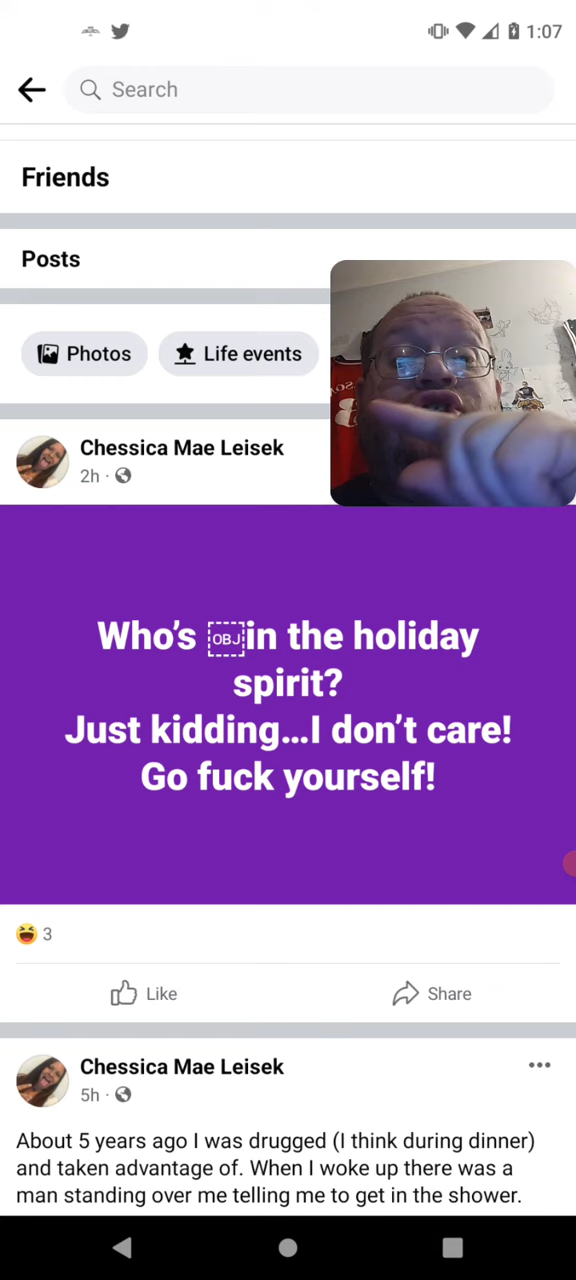 1:07
Search
Friends
Posts
Photos
Life events
Chessica Mae Leisek
2h ·
Who's OBJ in the holiday
spirit?
Just kidding...I don't care!
Go fuck yourself!
3
Like
Share
Chessica Mae Leisek
5h ·
About 5 years ago I was drugged (I think during dinner)
and taken advantage of. When I woke up there was a
man standing over me telling me to get in the shower.